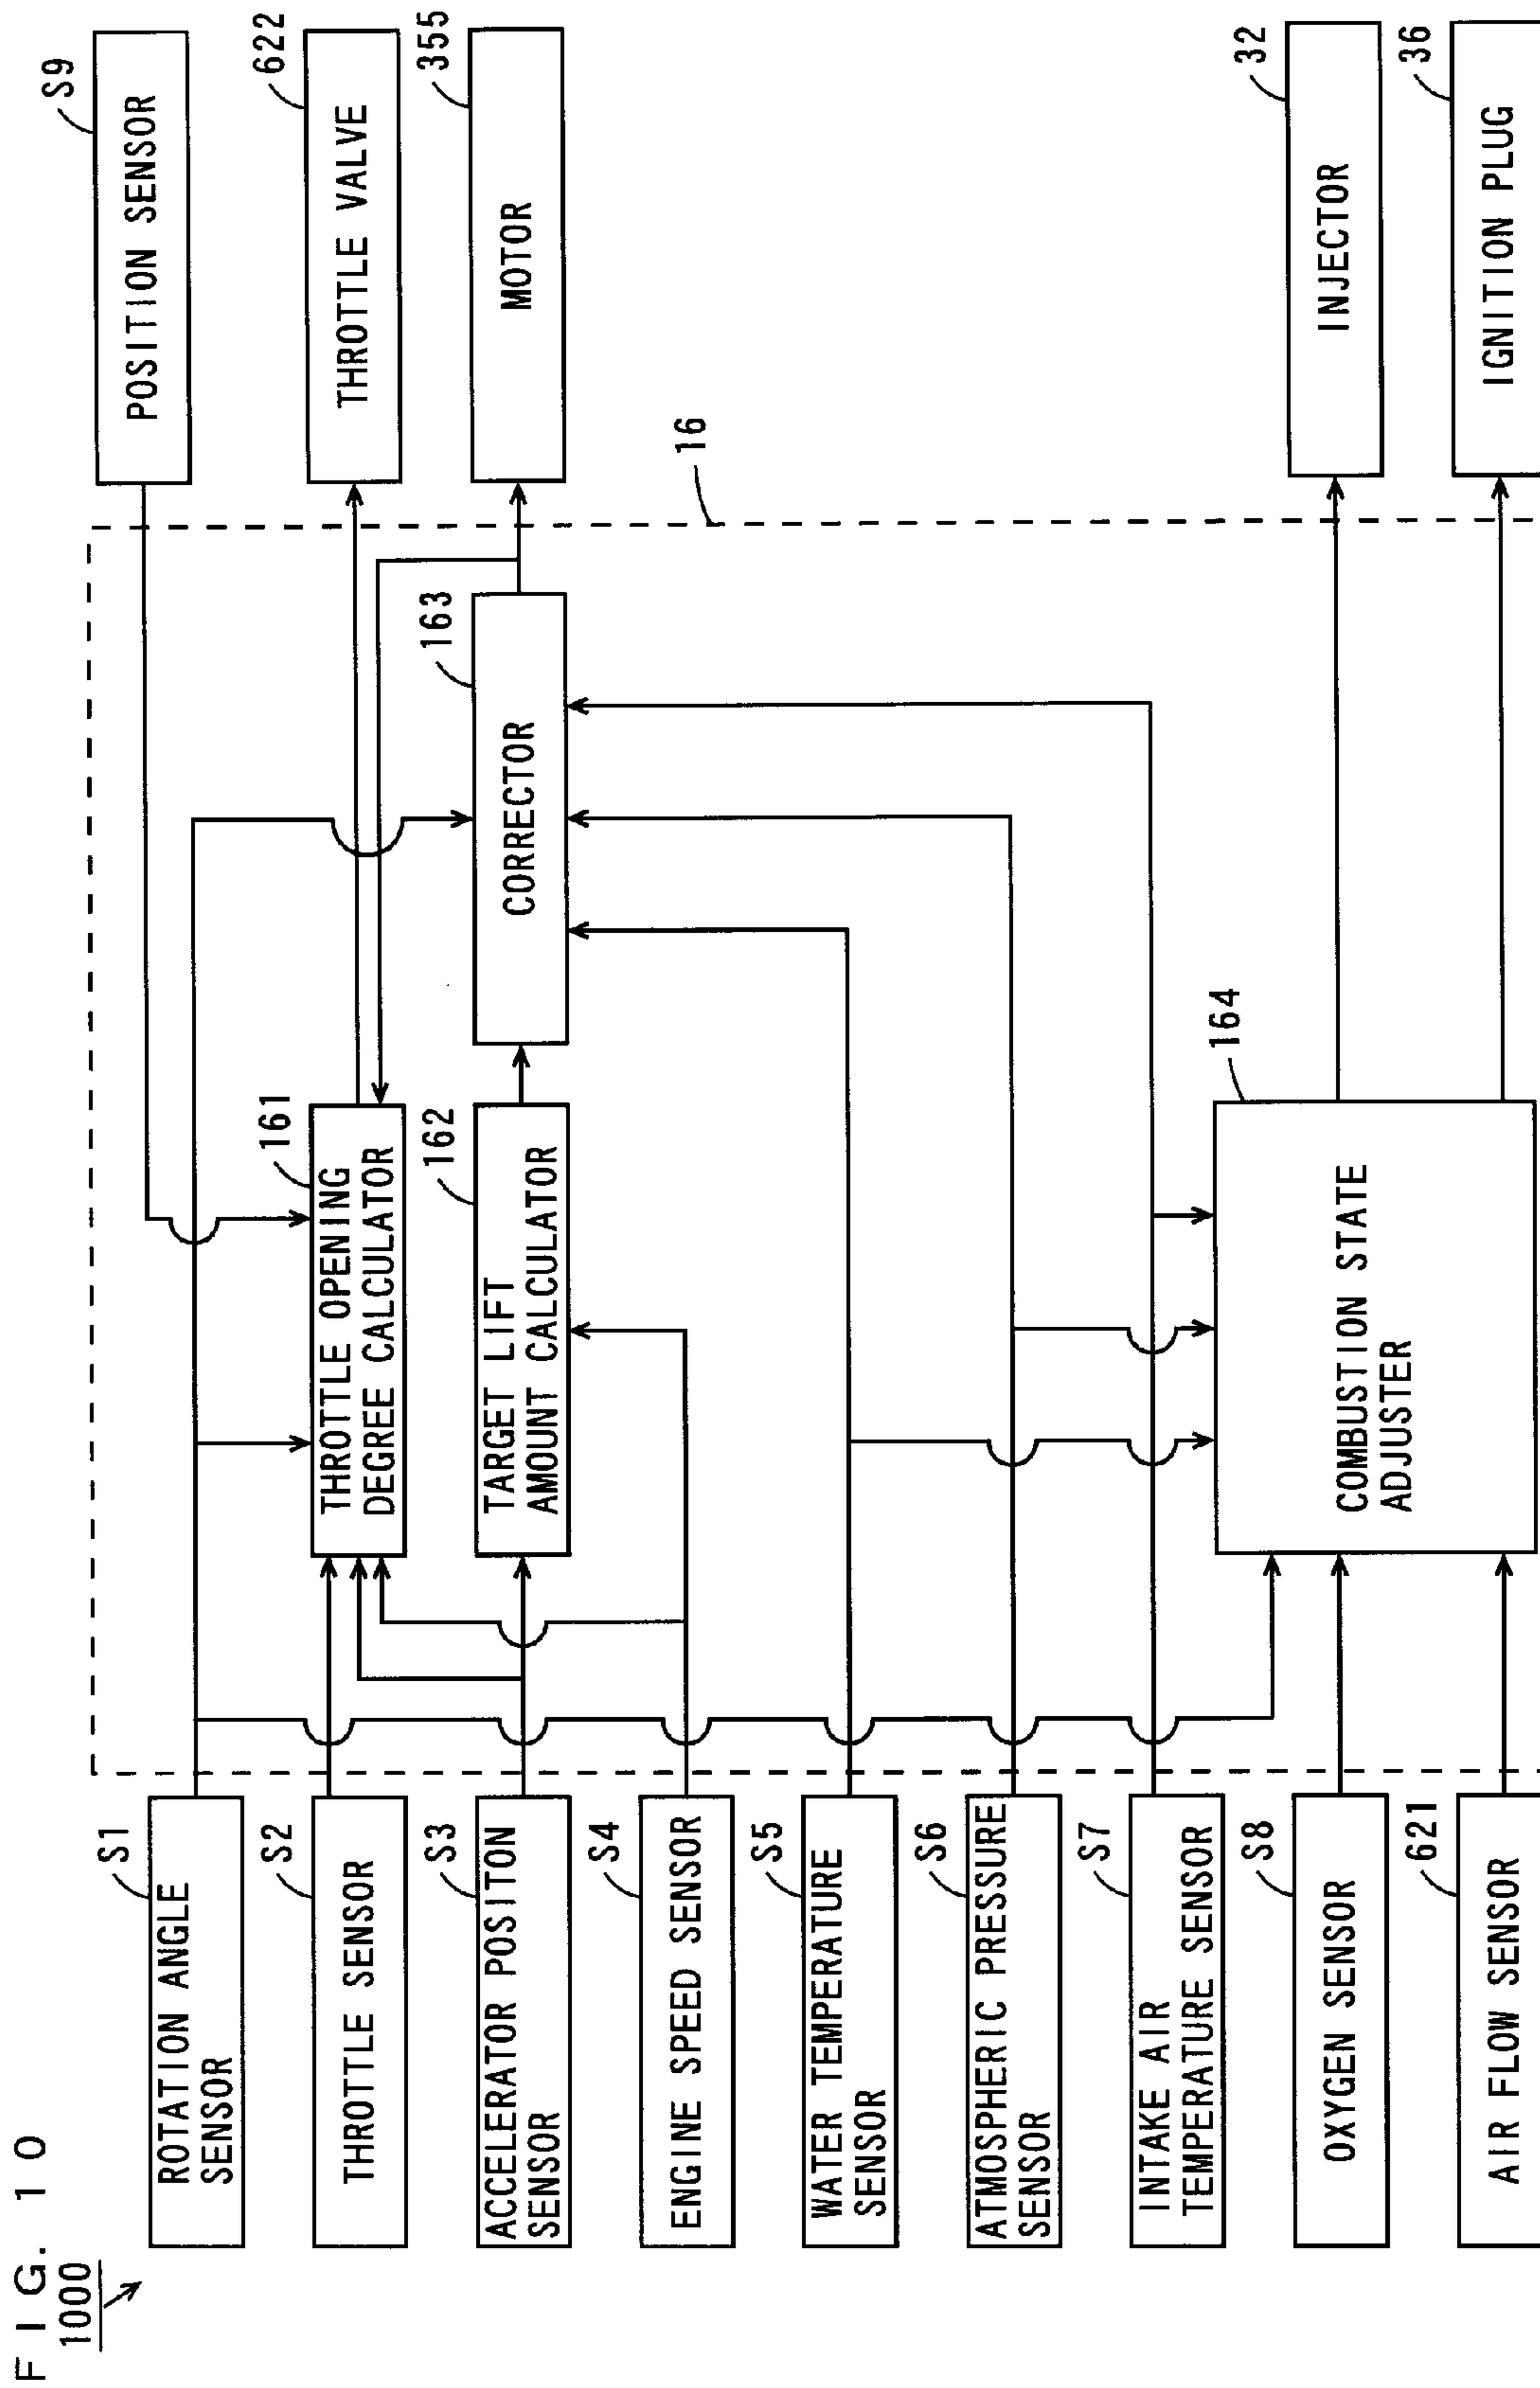 FIG. 10
1000
S1
ROTATION ANGLE
SENSOR
S2
THROTTLE SENSOR
S3
ACCELERATOR POSITON
SENSOR
S4
ENGINE SPEED SENSOR
S5
WATER TEMPERATURE
SENSOR
S6
ATMOSPHERIC PRESSURE
SENSOR
S7
INTAKE AIR
TEMPERATURE SENSOR
S8
OXYGEN SENSOR
621
AIR FLOW SENSOR
161
THROTTLE OPENING
DEGREE CALCULATOR
162
TARGET LIFT
AMOUNT CALCULATOR
163
CORRECTOR
164
COMBUSTION STATE
ADJUSTER
16
S9
POSITION SENSOR
622
THROTTLE VALVE
355
MOTOR
32
INJECTOR
36
IGNITION PLUG